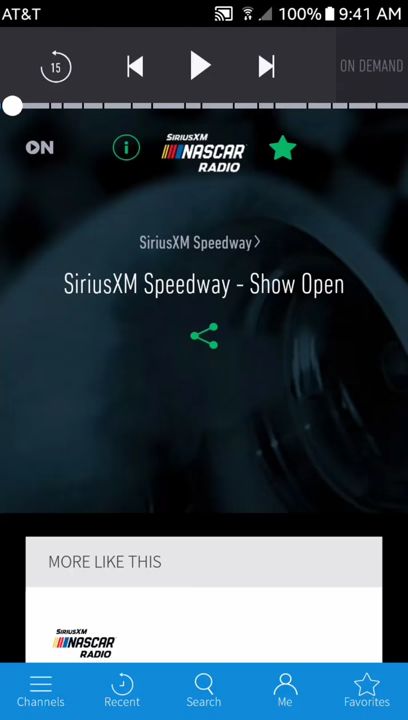 AT&T 100% 9:41 AM
15 ON DEMAND
ON
SIRIUSXM
NASCAR
RADIO
SiriusXM Speedway
SiriusXM Speedway - Show Open
MORE LIKE THIS
SIRIUSXM
NASCAR
RADIO
Channels Recent Search Me Favorites